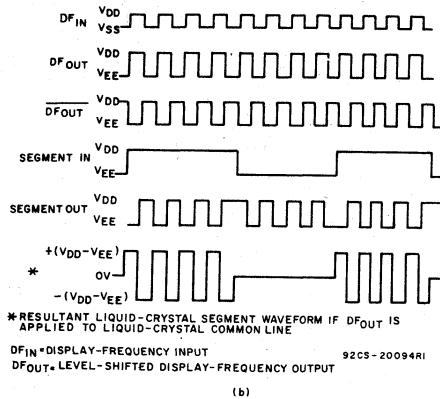 DFIN VDD
VSS
DFOUT VDD
VEE
DFOUT VDD
VEE
SEGMENT IN VDD
VEE
SEGMENT OUT VDD
VEE
+(VDD-VEE)
* OV
-(VDD-VEE)
*RESULTANT LIQUID-CRYSTAL SEGMENT WAVEFORM IF DFOUT IS
APPLIED TO LIQUID-CRYSTAL COMMON LINE
DFIN=DISPLAY-FREQUENCY INPUT 92CS-20094R1
DFOUT= LEVEL-SHIFTED DISPLAY-FREQUENCY OUTPUT
(b)